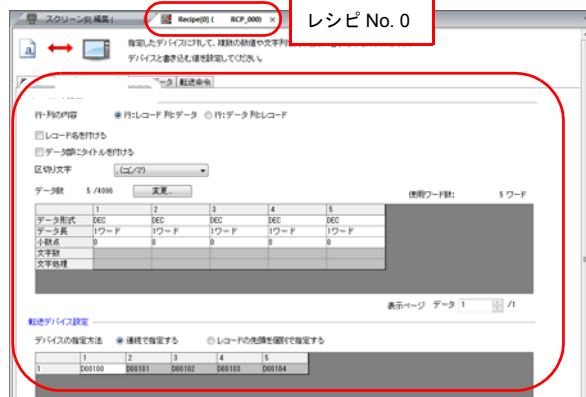 スクリーン[0] 編集 (
Recipe[0] ( RCP_000) ×
レシピ No. 0
指定したデバイスに対して、複数の数値や文字列
デバイスと書き込む値を設定してください。
データ 転送命令
行・列の内容 行:レコード 列:データ 行:データ 列:レコード
レコード名を付ける
データ部にタイトルを付ける
区切り文字 , (コンマ)
データ数 5 /4096 変更... 使用ワード数: 5 ワード
1 2 3 4 5
データ形式 DEC DEC DEC DEC DEC
データ長 1ワード 1ワード 1ワード 1ワード 1ワード
小数点 0 0 0 0 0
文字数
文字処理
表示ページ データ 1 /1
転送デバイス設定
デバイスの指定方法 連続で指定する レコードの先頭を個別で指定する
1 2 3 4 5
1 D00100 D00101 D00102 D00103 D00104